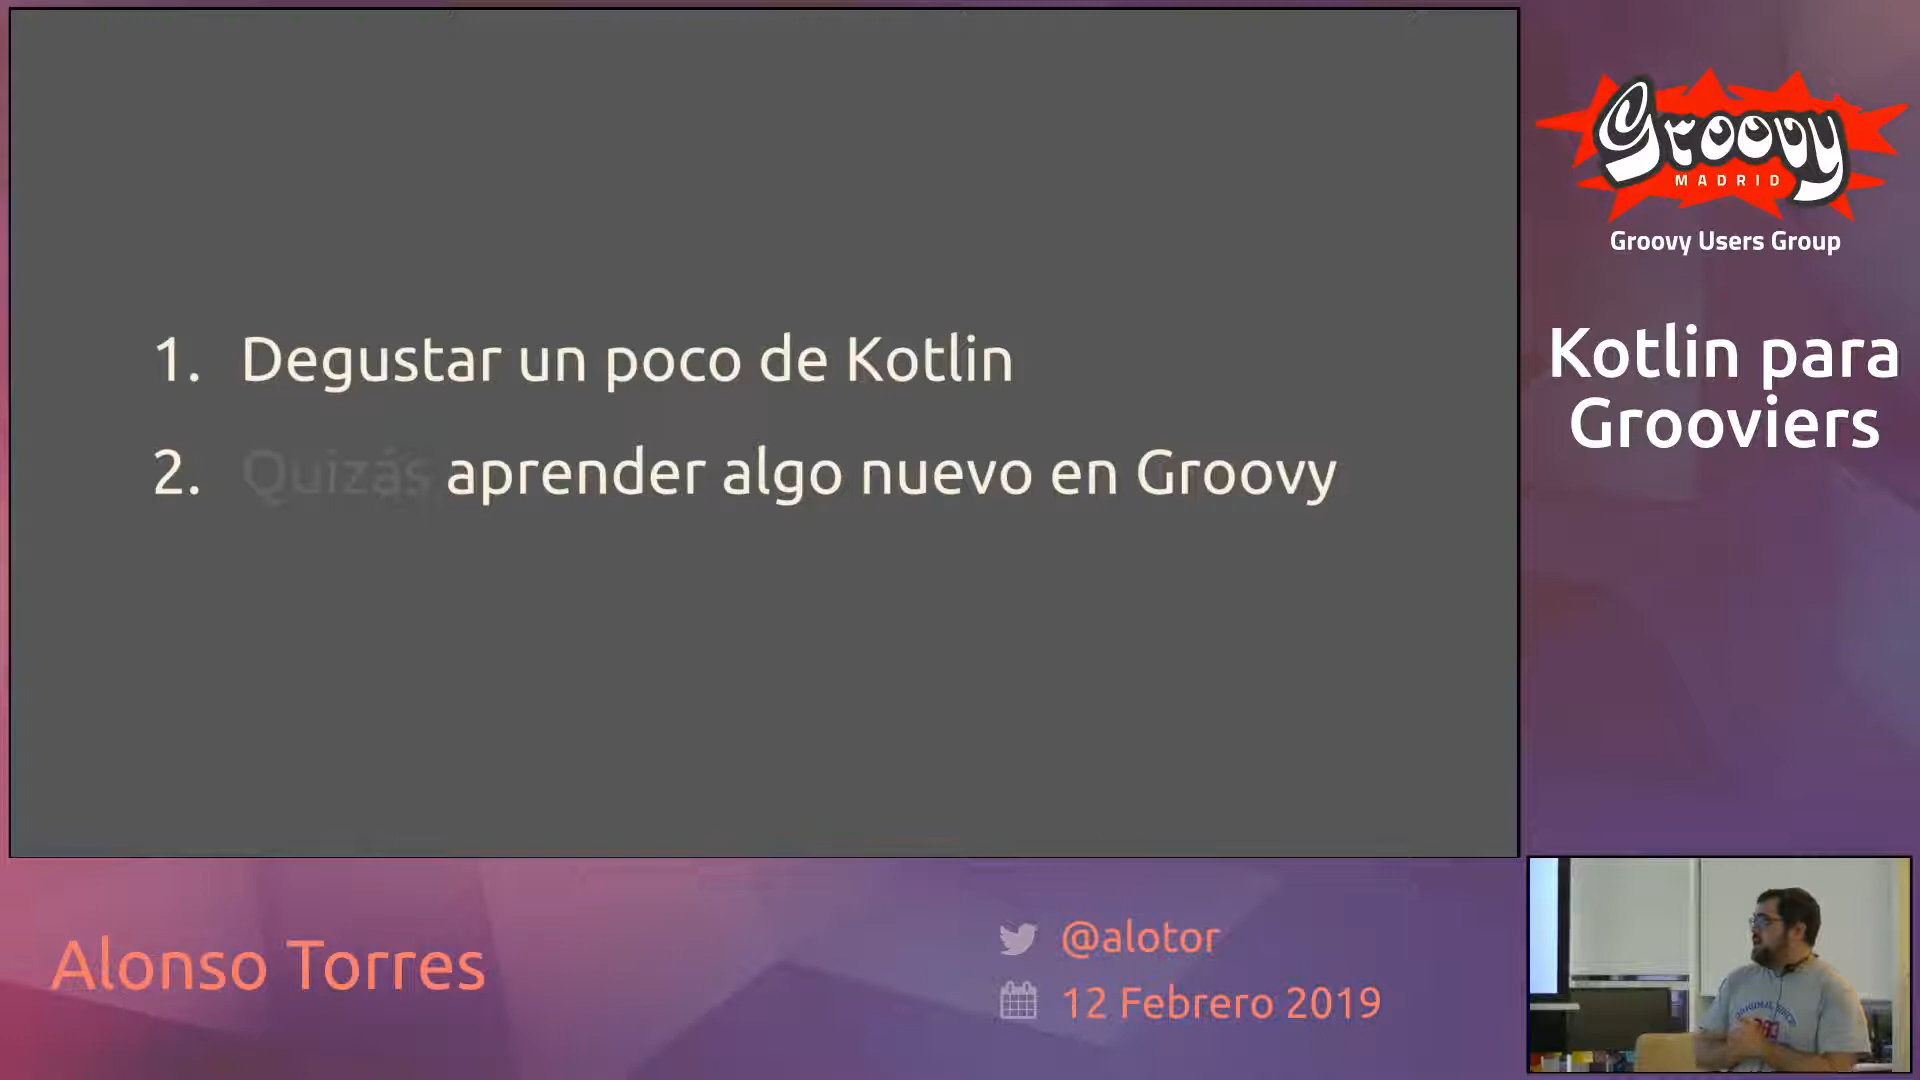 1. Degustar un poco de Kotlin
2. Quizás aprender algo nuevo en Groovy
Groovy
MADRID
Groovy Users Group
Kotlin para
Grooviers
Alonso Torres
@alotor
12 Febrero 2019